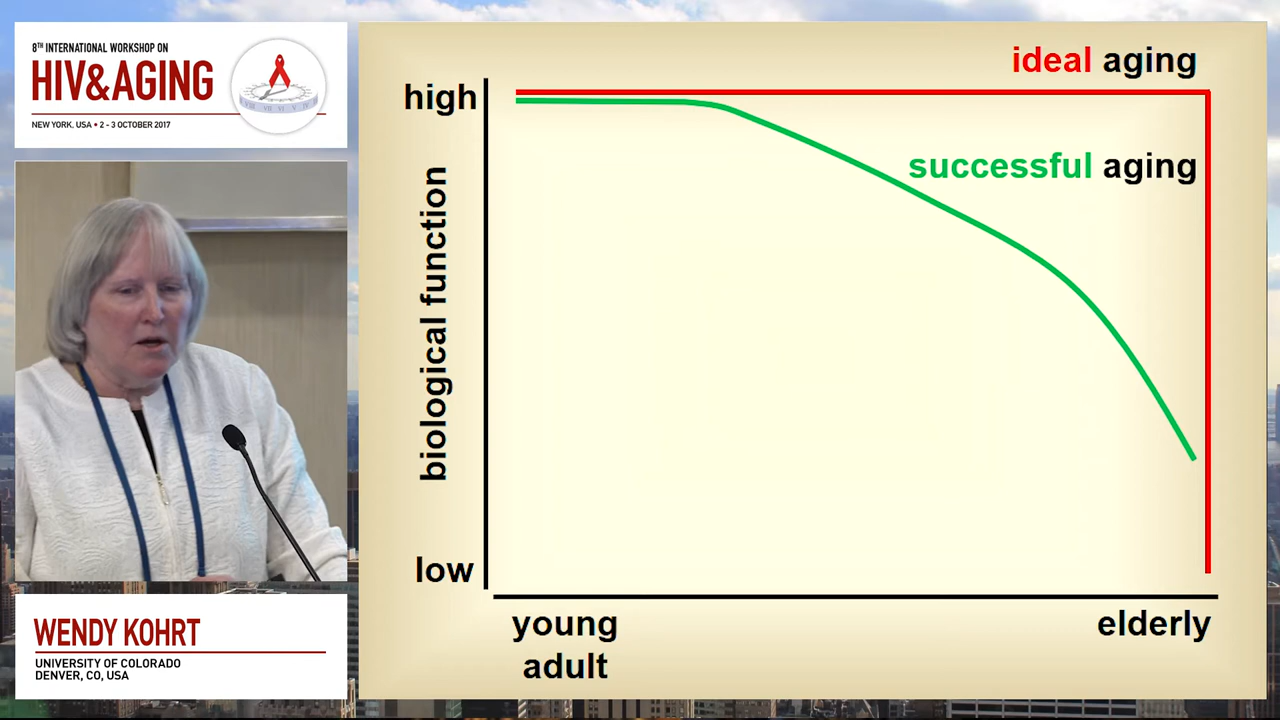 8TH INTERNATIONAL WORKSHOP ON
HIV&AGING
NEW YORK, USA • 2 - 3 OCTOBER 2017
WENDY KOHRT
UNIVERSITY OF COLORADO
DENVER, CO, USA
ideal aging
high
successful aging
biological function
low
young
adult
elderly